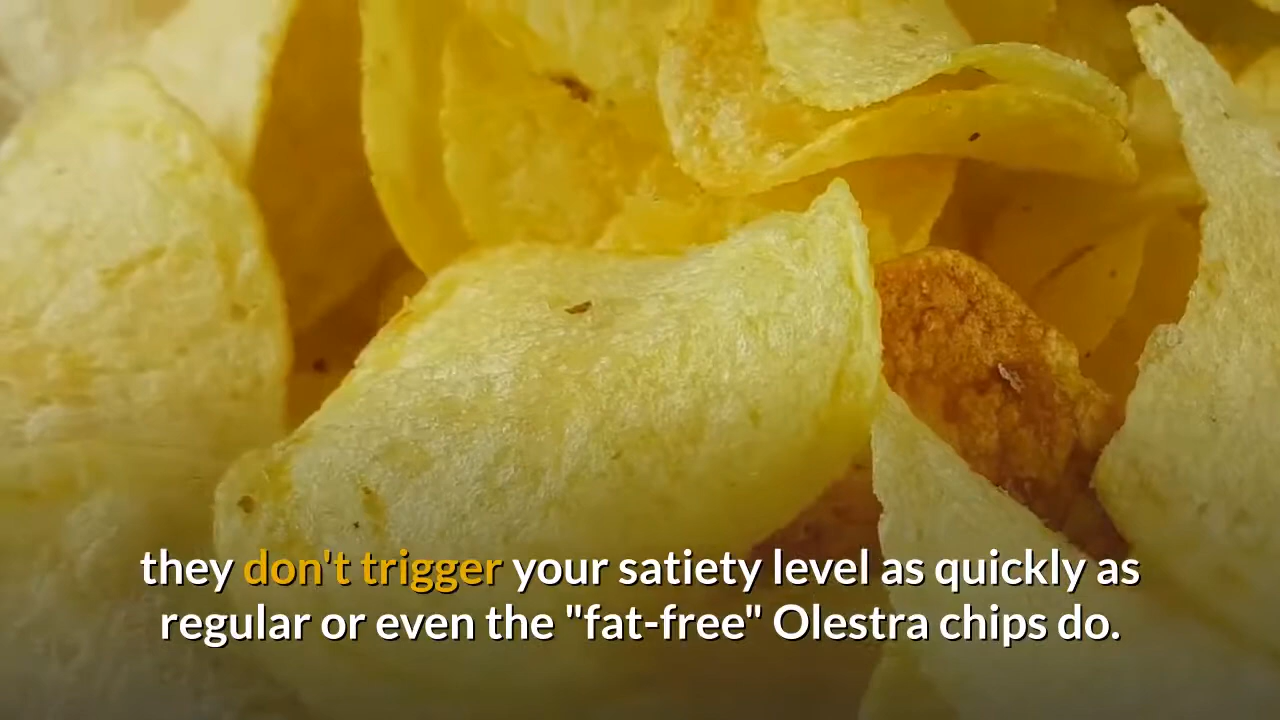 they don't trigger your satiety level as quickly as
regular or even the "fat-free" Olestra chips do.